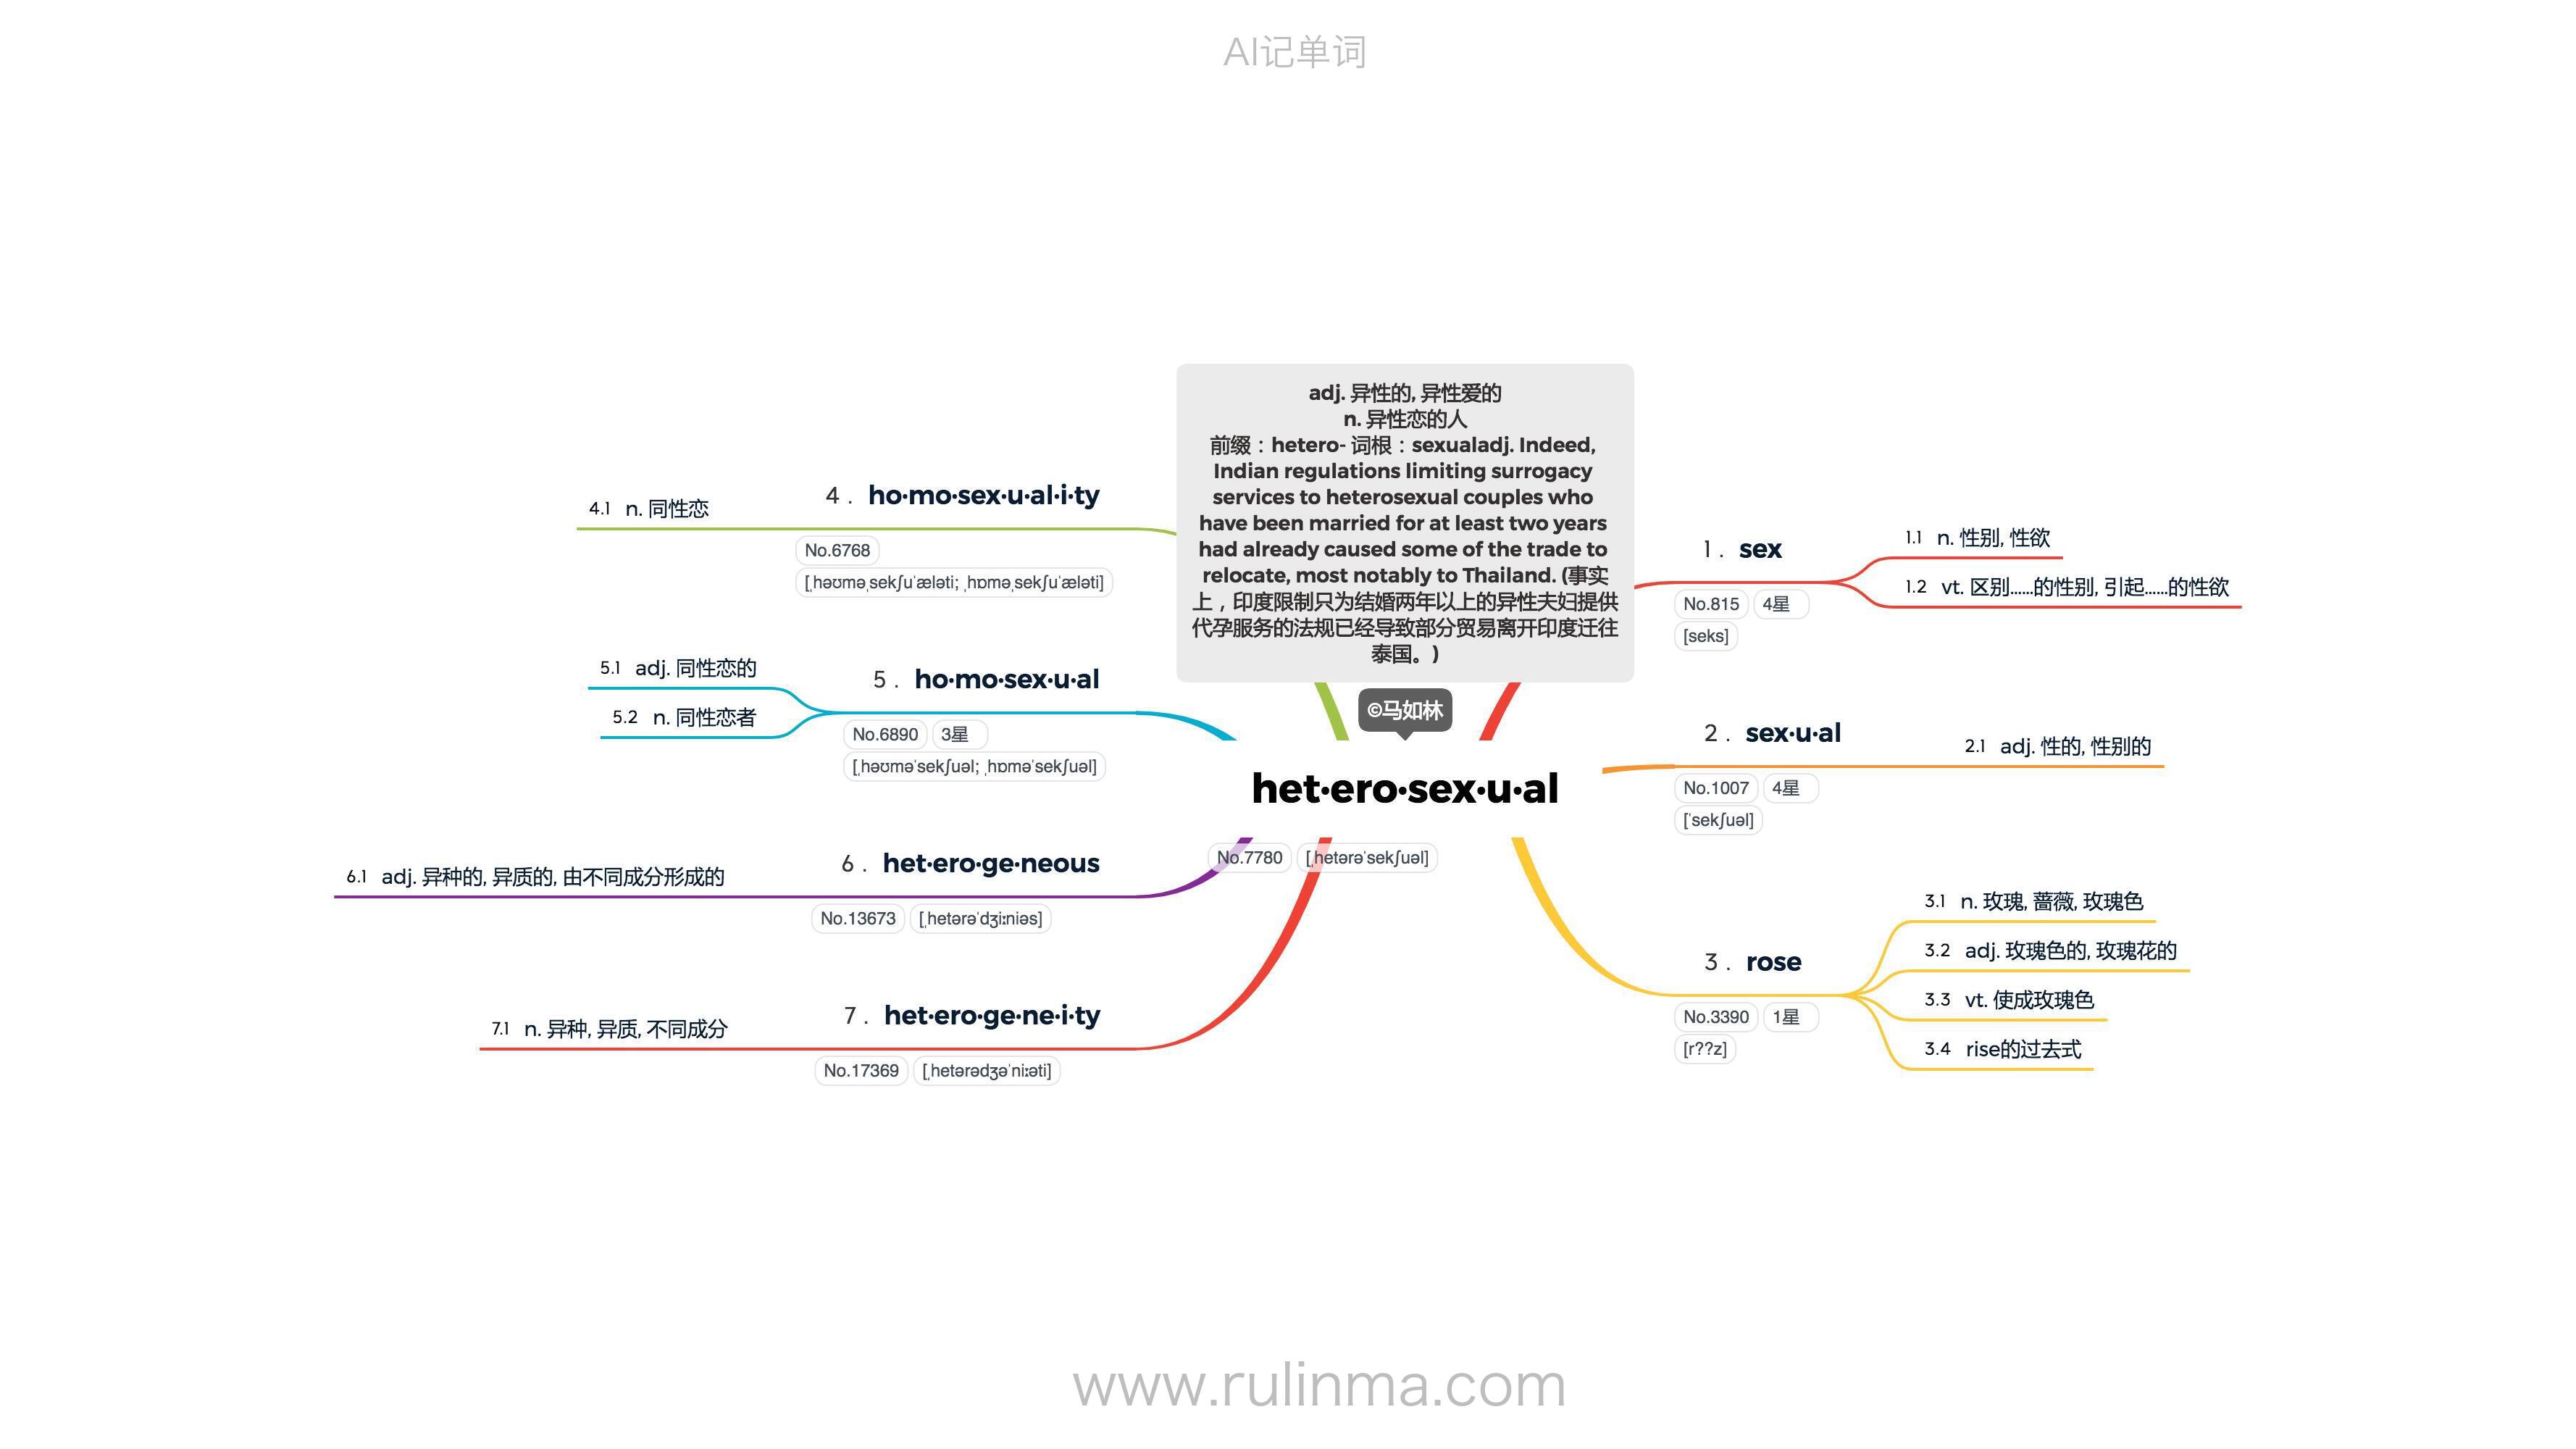 AI记单词
adj. 异性的, 异性爱的
n. 异性恋的人
前缀：hetero- 词根：sexualadj. Indeed,
Indian regulations limiting surrogacy
services to heterosexual couples who
have been married for at least two years
had already caused some of the trade to
relocate, most notably to Thailand. (事实
上，印度限制只为结婚两年以上的异性夫妇提供
代孕服务的法规已经导致部分贸易离开印度迁往
泰国。)
©马如林
het·ero·sex·u·al
No.7780 [ˌhetərəˈsekʃuəl]
1 . sex
No.815 4星
[seks]
1.1 n. 性别, 性欲
1.2 vt. 区别……的性别, 引起……的性欲
2 . sex·u·al
No.1007 4星
[ˈsekʃuəl]
2.1 adj. 性的, 性别的
3 . rose
No.3390 1星
[r??z]
3.1 n. 玫瑰, 蔷薇, 玫瑰色
3.2 adj. 玫瑰色的, 玫瑰花的
3.3 vt. 使成玫瑰色
3.4 rise的过去式
4 . ho·mo·sex·u·al·i·ty
No.6768
[ˌhəʊməˌsekʃuˈæləti; ˌhɒməˌsekʃuˈæləti]
4.1 n. 同性恋
5 . ho·mo·sex·u·al
No.6890 3星
[ˌhəʊməˈsekʃuəl; ˌhɒməˈsekʃuəl]
5.1 adj. 同性恋的
5.2 n. 同性恋者
6 . het·ero·ge·neous
No.13673 [ˌhetərəˈdʒiːniəs]
6.1 adj. 异种的, 异质的, 由不同成分形成的
7 . het·ero·ge·ne·i·ty
No.17369 [ˌhetərədʒəˈniːəti]
7.1 n. 异种, 异质, 不同成分
www.rulinma.com